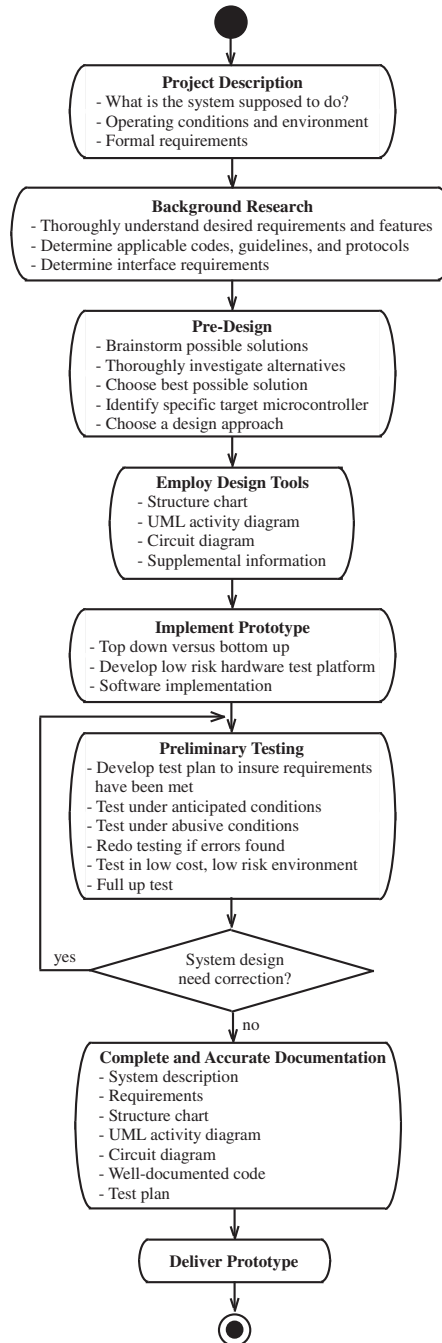 Project Description
- What is the system supposed to do?
- Operating conditions and environment
- Formal requirements
Background Research
- Thoroughly understand desired requirements and features
- Determine applicable codes, guidelines, and protocols
- Determine interface requirements
Pre-Design
- Brainstorm possible solutions
- Thoroughly investigate alternatives
- Choose best possible solution
- Identify specific target microcontroller
- Choose a design approach
Employ Design Tools
- Structure chart
- UML activity diagram
- Circuit diagram
- Supplemental information
Implement Prototype
- Top down versus bottom up
- Develop low risk hardware test platform
- Software implementation
Preliminary Testing
- Develop test plan to insure requirements
have been met
- Test under anticipated conditions
- Test under abusive conditions
- Redo testing if errors found
- Test in low cost, low risk environment
- Full up test
yes
System design
need correction?
no
Complete and Accurate Documentation
- System description
- Requirements
- Structure chart
- UML activity diagram
- Circuit diagram
- Well-documented code
- Test plan
Deliver Prototype